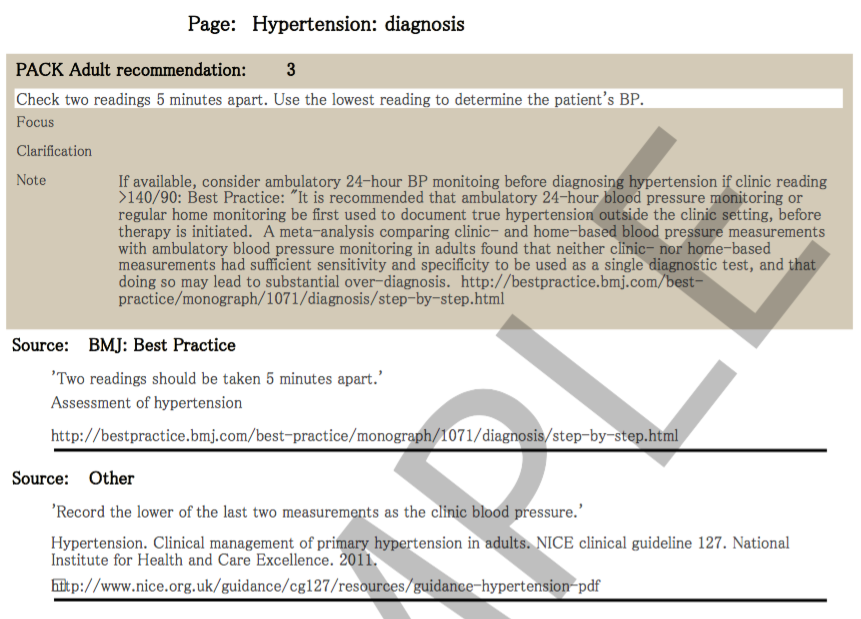 Page: Hypertension: diagnosis
PACK Adult recommendation: 3
Check two readings 5 minutes apart. Use the lowest reading to determine the patient's BP.
Focus
Clarification
Note If available, consider ambulatory 24-hour BP monitoing before diagnosing hypertension if clinic reading
>140/90: Best Practice: "It is recommended that ambulatory 24-hour blood pressure monitoring or
regular home monitoring be first used to document true hypertension outside the clinic setting, before
therapy is initiated. A meta-analysis comparing clinic- and home-based blood pressure measurements
with ambulatory blood pressure monitoring in adults found that neither clinic- nor home-based
measurements had sufficient sensitivity and specificity to be used as a single diagnostic test, and that
doing so may lead to substantial over-diagnosis. http://bestpractice.bmj.com/best-
practice/monograph/1071/diagnosis/step-by-step.html
Source: BMJ: Best Practice
'Two readings should be taken 5 minutes apart.'
Assessment of hypertension
http://bestpractice.bmj.com/best-practice/monograph/1071/diagnosis/step-by-step.html
Source: Other
'Record the lower of the last two measurements as the clinic blood pressure.'
Hypertension. Clinical management of primary hypertension in adults. NICE clinical guideline 127. National
Institute for Health and Care Excellence. 2011.
http://www.nice.org.uk/guidance/cg127/resources/guidance-hypertension-pdf
MPLE